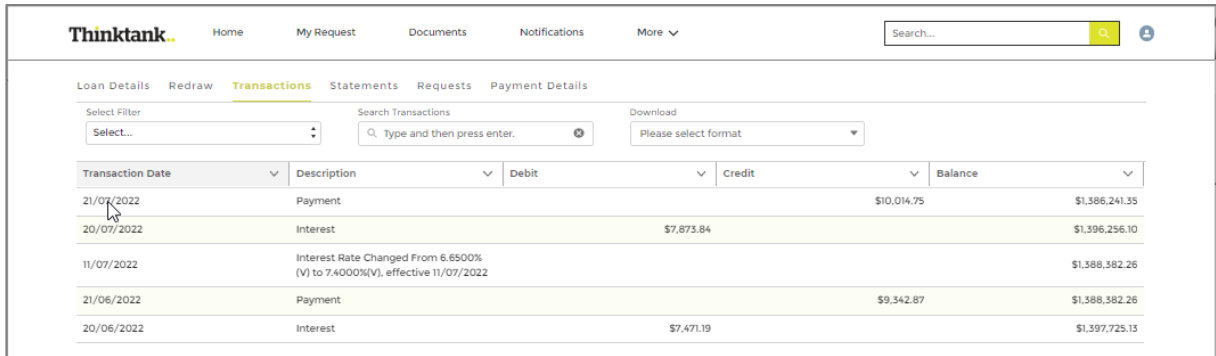 Thinktank.. Home My Request Documents Notifications More Search...
Loan Details Redraw Transactions Statements Requests Payment Details
Select Filter Search Transactions Download
Select... Type and then press enter. Please select format
Transaction Date Description Debit Credit Balance
21/07/2022 Payment $10,014.75 $1,386,241.35
20/07/2022 Interest $7,873.84 $1,396,256.10
11/07/2022 Interest Rate Changed From 6.6500% $1,388,382.26
(V) to 7.4000%(V), effective 11/07/2022
21/06/2022 Payment $9,342.87 $1,388,382.26
20/06/2022 Interest $7,471.19 $1,397,725.13